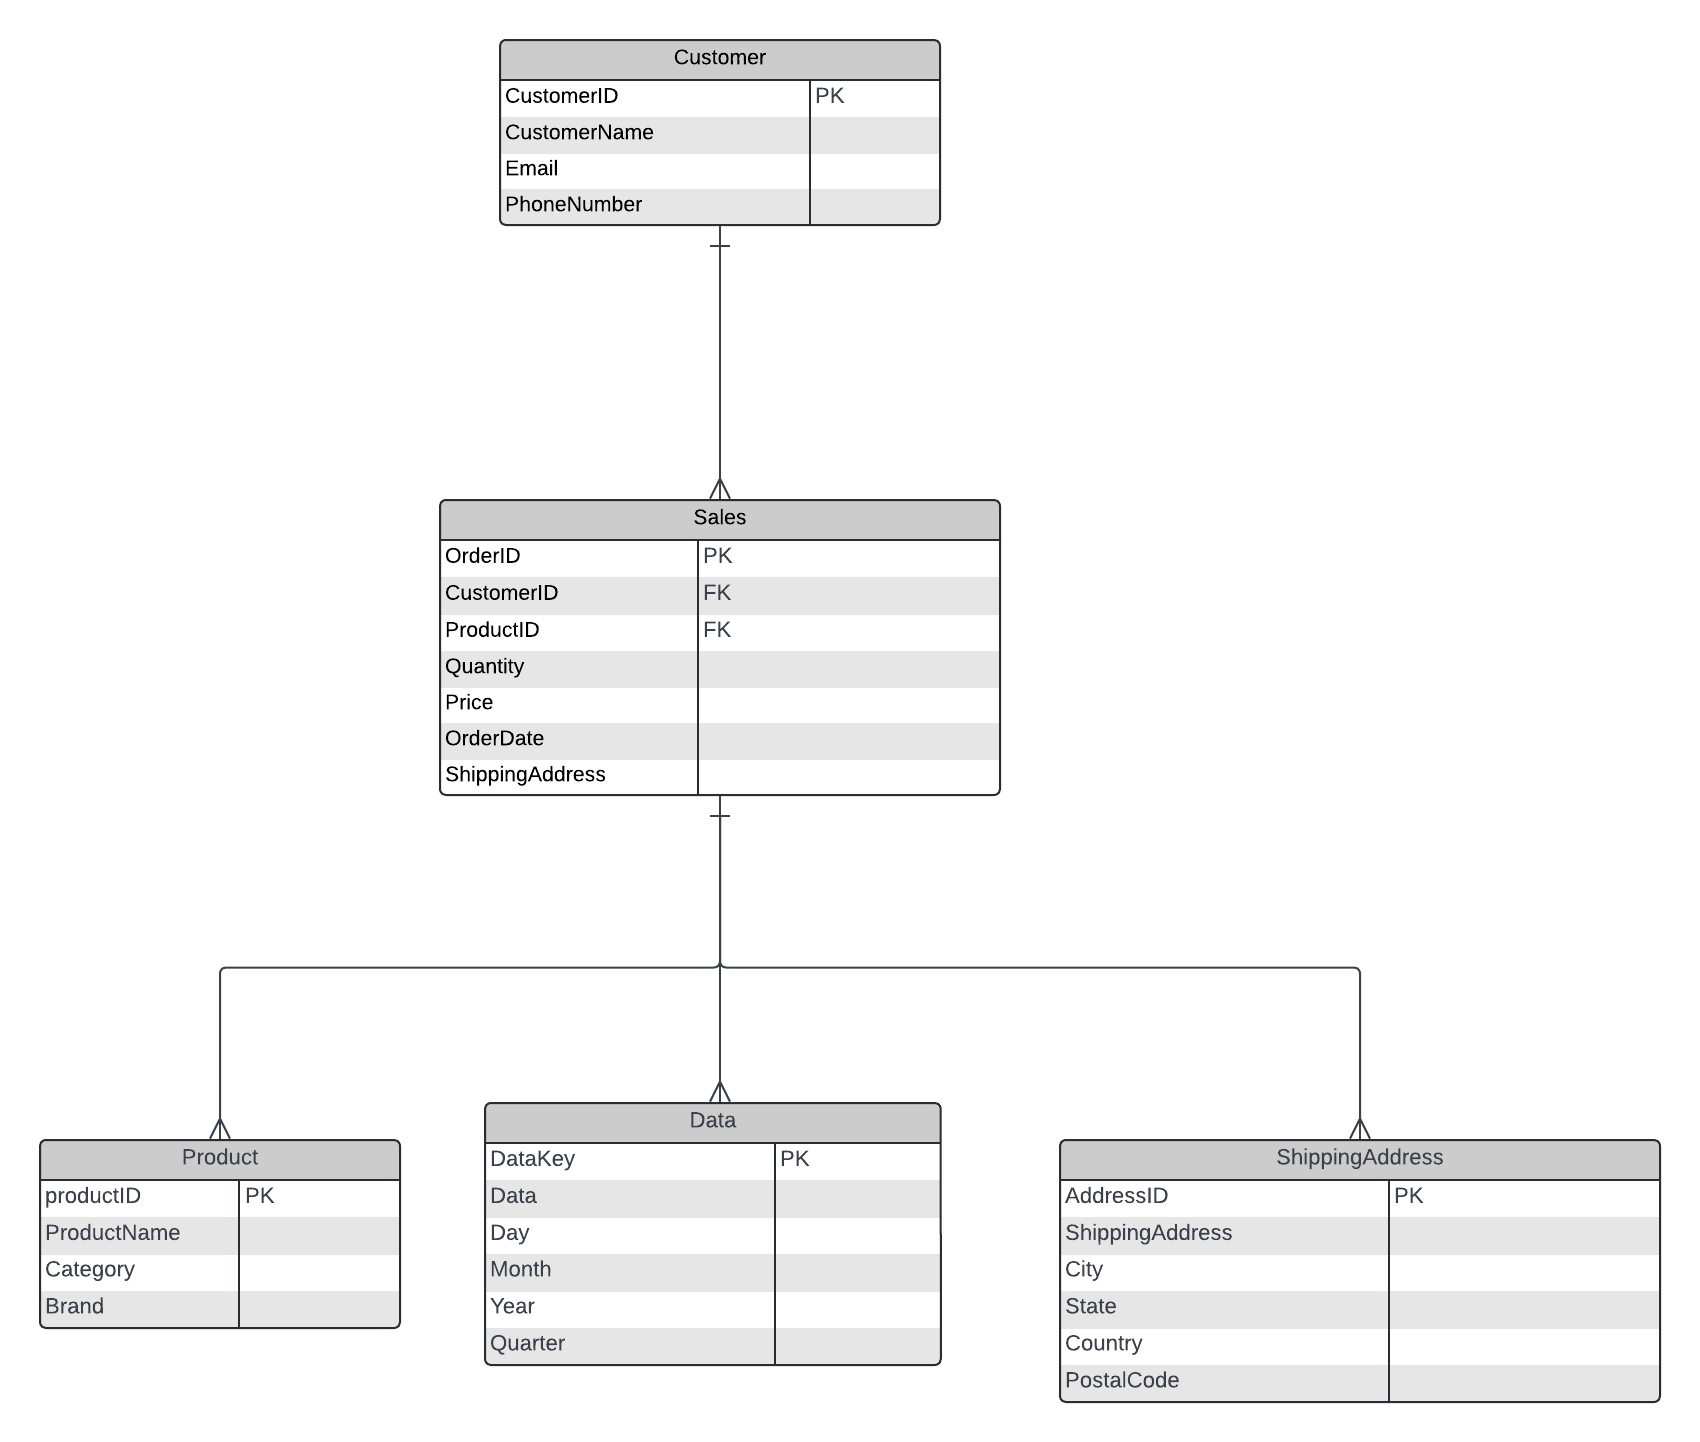 Customer
CustomerID PK
CustomerName
Email
PhoneNumber
Sales
OrderID PK
CustomerID FK
ProductID FK
Quantity
Price
OrderDate
ShippingAddress
Product
productID PK
ProductName
Category
Brand
Data
DataKey PK
Data
Day
Month
Year
Quarter
ShippingAddress
AddressID PK
ShippingAddress
City
State
Country
PostalCode